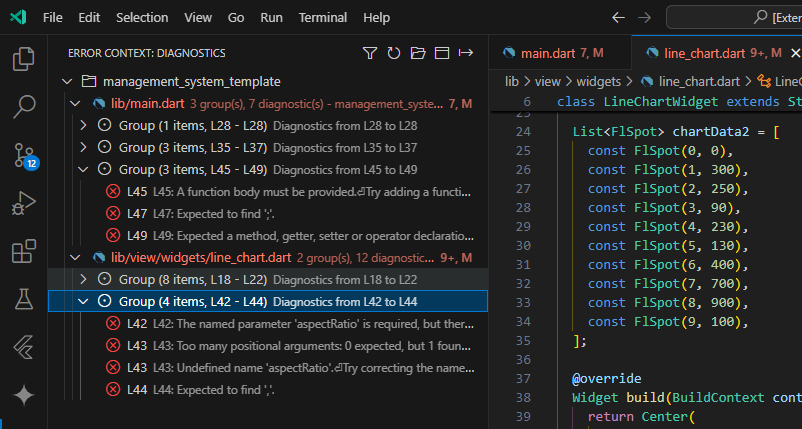 File Edit Selection View Go Run Terminal Help
[Exten
ERROR CONTEXT: DIAGNOSTICS
main.dart 7, M
line_chart.dart 9+, M
management_system_template
lib > view > widgets > line_chart.dart > LineC
lib/main.dart 3 group(s), 7 diagnostic(s) - management_syste... 7, M
6 class LineChartWidget extends St
Group (1 items, L28 - L28) Diagnostics from L28 to L28
Group (3 items, L35 - L37) Diagnostics from L35 to L37
Group (3 items, L45 - L49) Diagnostics from L45 to L49
L45 L45: A function body must be provided.⏎Try adding a functi...
L47 L47: Expected to find ';'.
L49 L49: Expected a method, getter, setter or operator declaratio...
lib/view/widgets/line_chart.dart 2 group(s), 12 diagnostic... 9+, M
Group (8 items, L18 - L22) Diagnostics from L18 to L22
Group (4 items, L42 - L44) Diagnostics from L42 to L44
L42 L42: The named parameter 'aspectRatio' is required, but ther...
L43 L43: Too many positional arguments: 0 expected, but 1 foun...
L43 L43: Undefined name 'aspectRatio'.⏎Try correcting the name...
L44 L44: Expected to find ','.
12
23
24 List<FlSpot> chartData2 = [
25 const FlSpot(0, 0),
26 const FlSpot(1, 300),
27 const FlSpot(2, 250),
28 const FlSpot(3, 90),
29 const FlSpot(4, 230),
30 const FlSpot(5, 130),
31 const FlSpot(6, 400),
32 const FlSpot(7, 700),
33 const FlSpot(8, 900),
34 const FlSpot(9, 100),
35 ];
36
37 @override
38 Widget build(BuildContext cont
39 return Center(